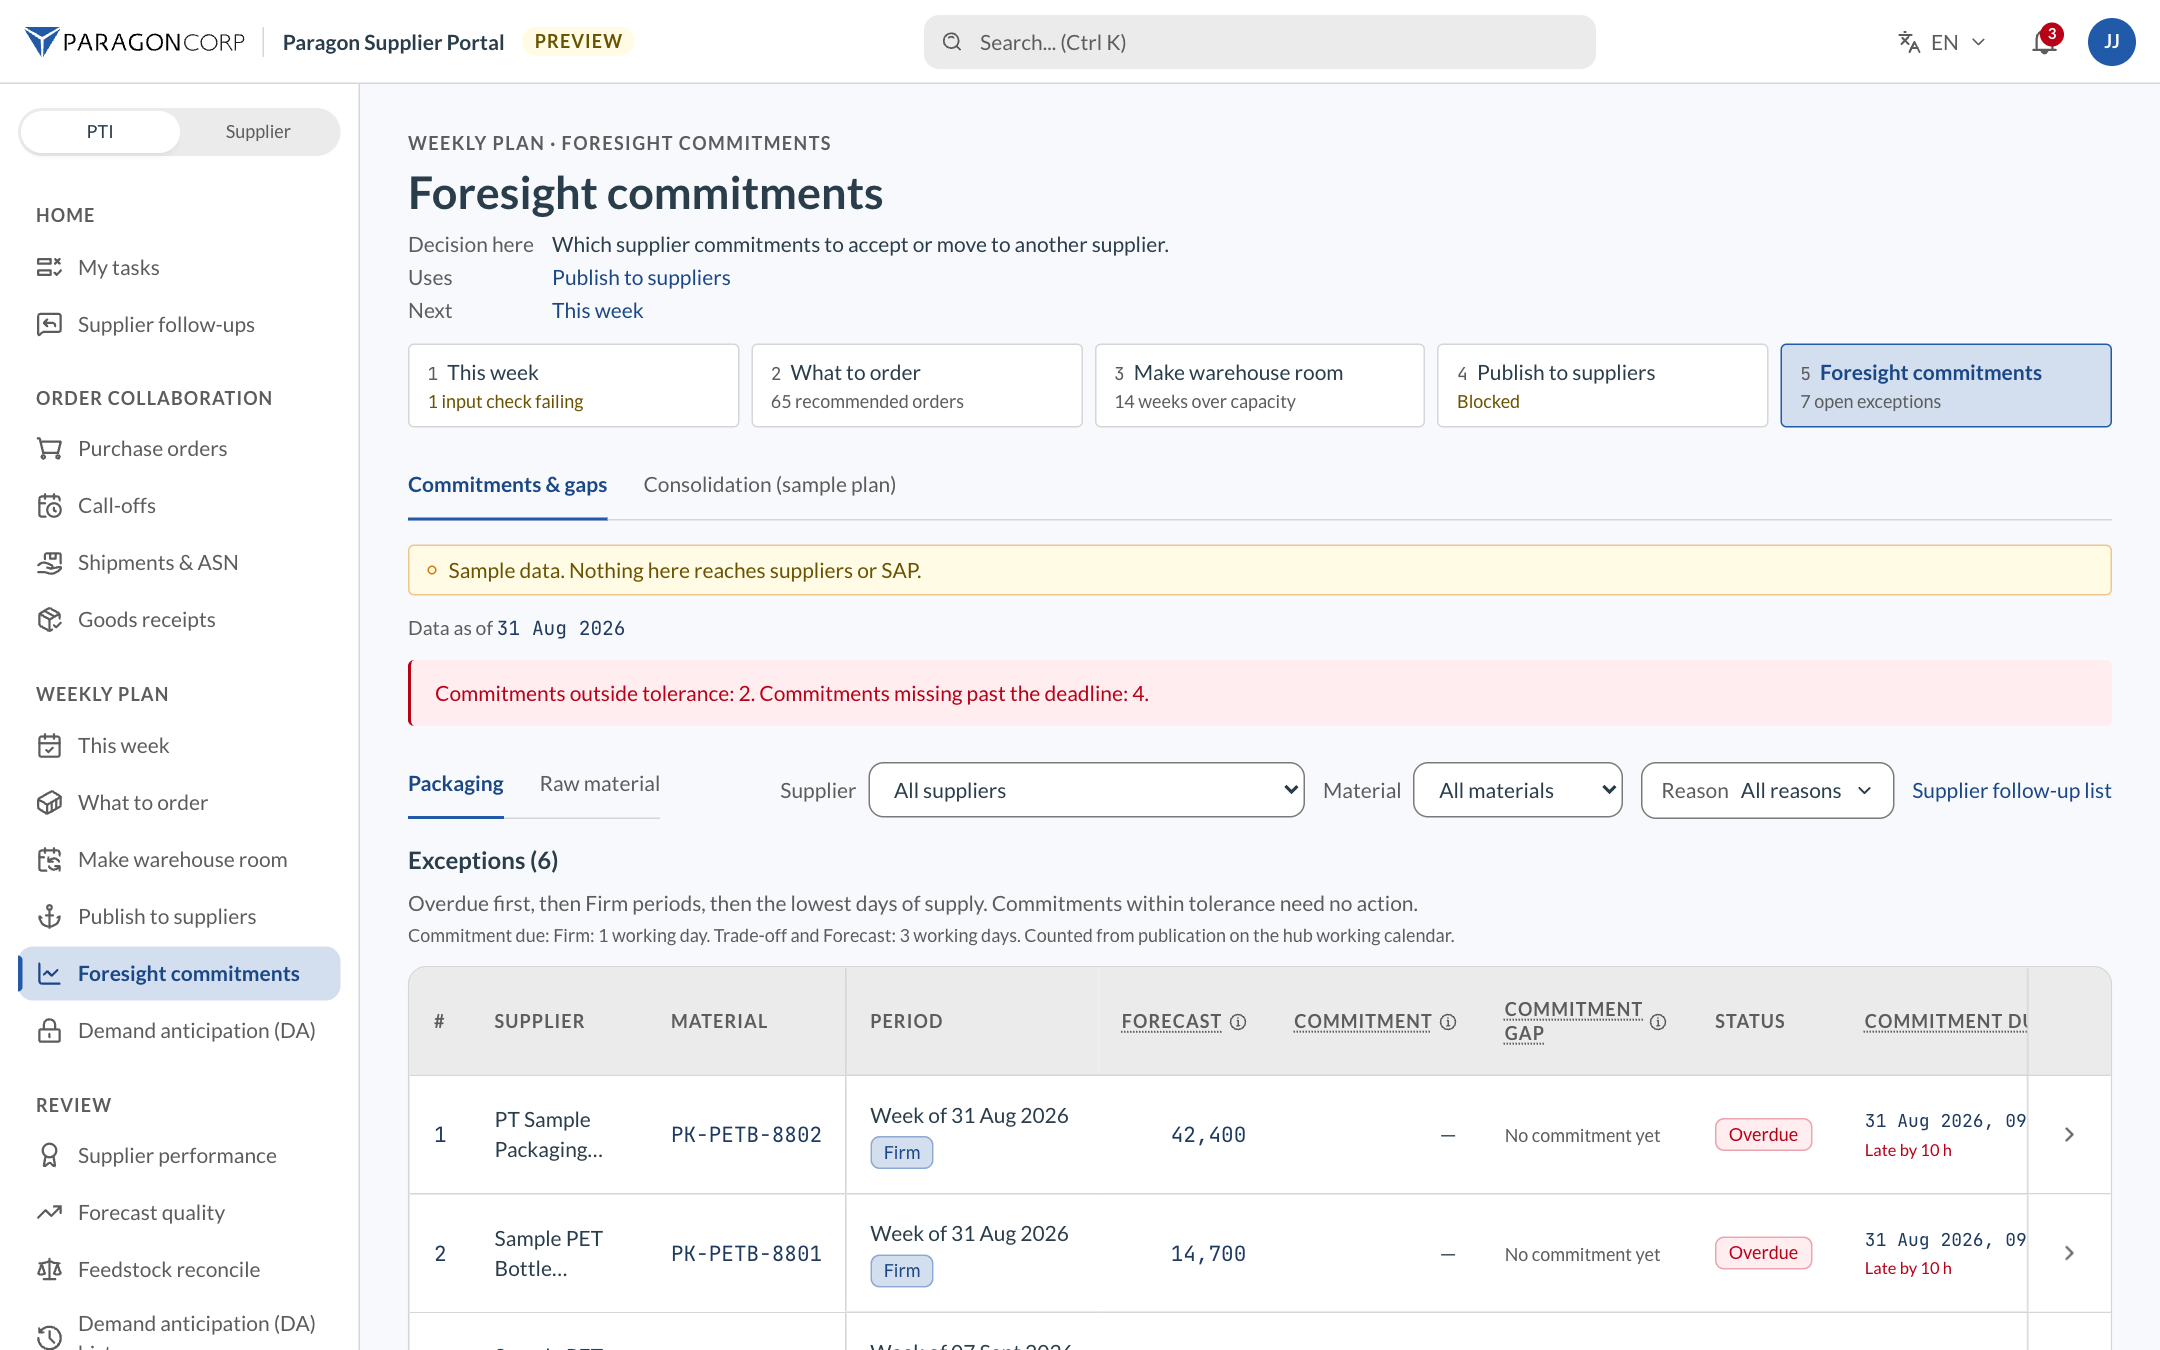 PARAGONCORP
Paragon Supplier Portal
PREVIEW
Search... (Ctrl K)
EN
3
JJ
PTI
Supplier
HOME
My tasks
Supplier follow-ups
ORDER COLLABORATION
Purchase orders
Call-offs
Shipments & ASN
Goods receipts
WEEKLY PLAN
This week
What to order
Make warehouse room
Publish to suppliers
Foresight commitments
Demand anticipation (DA)
REVIEW
Supplier performance
Forecast quality
Feedstock reconcile
Demand anticipation (DA)
WEEKLY PLAN · FORESIGHT COMMITMENTS
Foresight commitments
Decision here Which supplier commitments to accept or move to another supplier.
Uses Publish to suppliers
Next This week
1 This week
1 input check failing
2 What to order
65 recommended orders
3 Make warehouse room
14 weeks over capacity
4 Publish to suppliers
Blocked
5 Foresight commitments
7 open exceptions
Commitments & gaps
Consolidation (sample plan)
Sample data. Nothing here reaches suppliers or SAP.
Data as of 31 Aug 2026
Commitments outside tolerance: 2. Commitments missing past the deadline: 4.
Packaging
Raw material
Supplier All suppliers
Material All materials
Reason All reasons
Supplier follow-up list
Exceptions (6)
Overdue first, then Firm periods, then the lowest days of supply. Commitments within tolerance need no action.
Commitment due: Firm: 1 working day. Trade-off and Forecast: 3 working days. Counted from publication on the hub working calendar.
# SUPPLIER MATERIAL PERIOD FORECAST COMMITMENT COMMITMENT GAP STATUS COMMITMENT DU
1 PT Sample Packaging... PK-PETB-8802 Week of 31 Aug 2026 Firm 42,400 — No commitment yet Overdue 31 Aug 2026, 09
Late by 10 h
2 Sample PET Bottle... PK-PETB-8801 Week of 31 Aug 2026 Firm 14,700 — No commitment yet Overdue 31 Aug 2026, 09
Late by 10 h